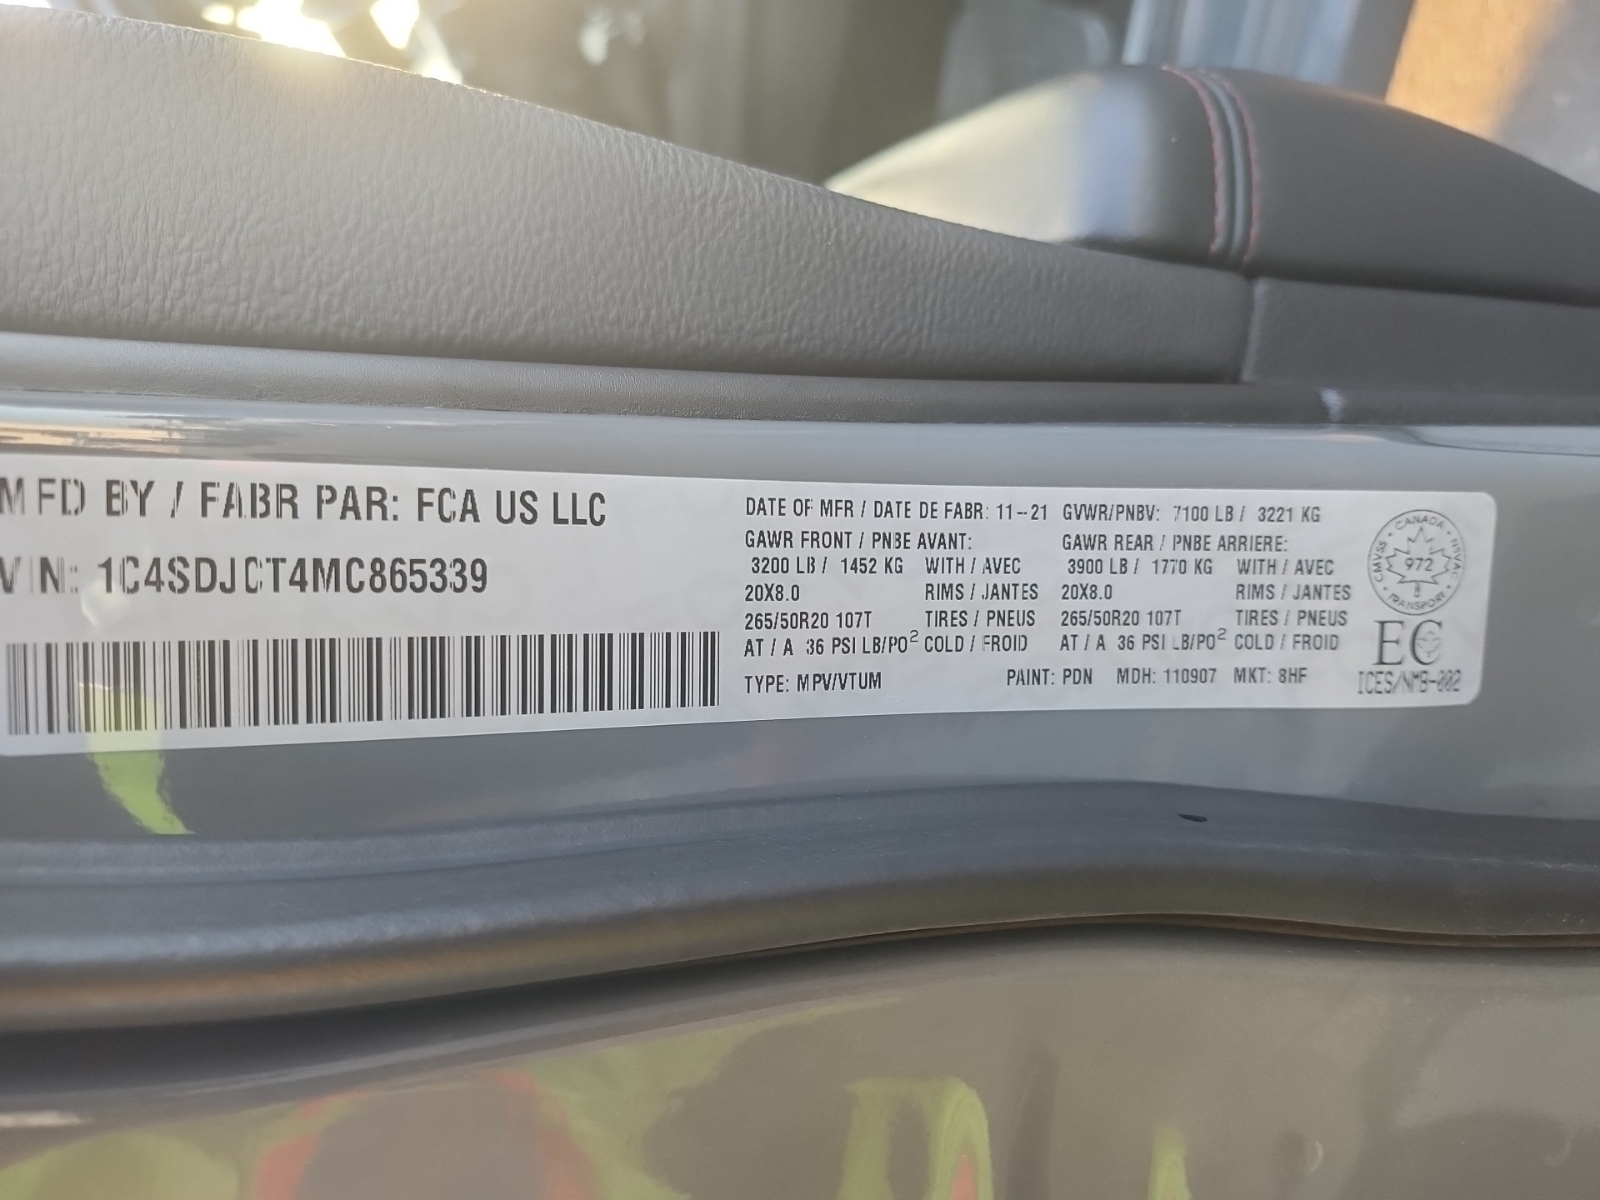 MFD BY / FABR PAR: FCA US LLC
VIN: 1C4SDJCT4MC865339
DATE OF MFR / DATE DE FABR: 11-21 GVWR/PNBV: 7100 LB / 3221 KG
GAWR FRONT / PNBE AVANT: GAWR REAR / PNBE ARRIERE:
3200 LB / 1452 KG WITH / AVEC 3900 LB / 1770 KG WITH / AVEC
20X8.0 RIMS / JANTES 20X8.0 RIMS / JANTES
265/50R20 107T TIRES / PNEUS 265/50R20 107T TIRES / PNEUS
AT / A 36 PSI LB/PO² COLD / FROID AT / A 36 PSI LB/PO² COLD / FROID
TYPE: MPV/VTUM PAINT: PDN MDH: 110907 MKT: 8HF
CANADA
CMVSS 972 NSVAC
8
TRANSPORT
EC
ICES/NMB-002